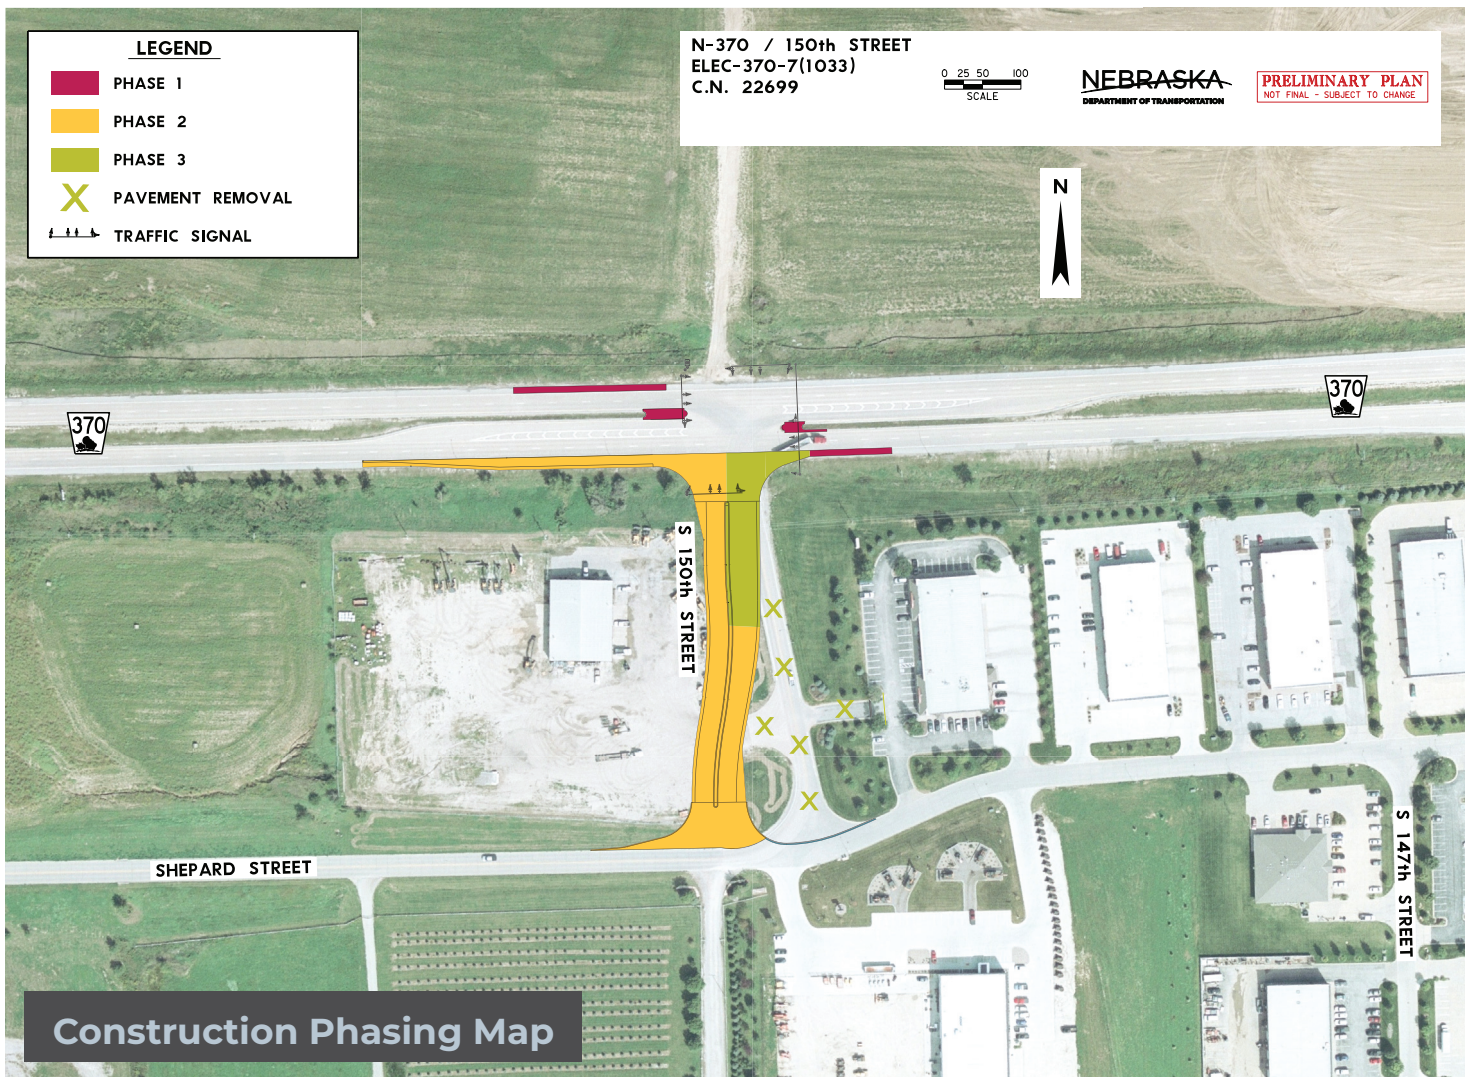 LEGEND
PHASE 1
PHASE 2
PHASE 3
PAVEMENT REMOVAL
TRAFFIC SIGNAL
N-370 / 150th STREET
ELEC-370-7(1033)
C.N. 22699
0 25 50 100
SCALE
NEBRASKA
DEPARTMENT OF TRANSPORTATION
PRELIMINARY PLAN
NOT FINAL - SUBJECT TO CHANGE
N
370
370
S 150th STREET
SHEPARD STREET
S 147th STREET
Construction Phasing Map